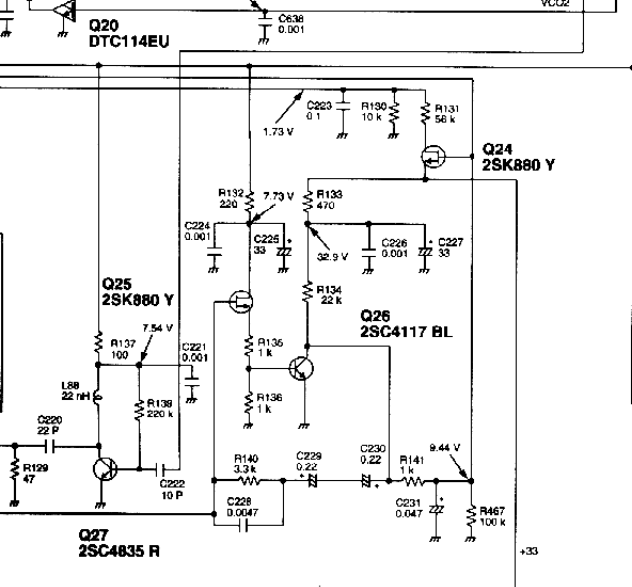 VCO2
C638
0.001
Q20
DTC114EU
C223
0.1
R130
10 k
R131
56 k
1.73 V
Q24
2SK880 Y
R132
220
7.73 V
R133
470
C224
0.001
C225
33
32.9 V
C226
0.001
C227
33
Q25
2SK880 Y
R134
22 k
Q26
2SC4117 BL
7.54 V
R137
100
C221
0.001
R135
1 k
L88
22 nH
R139
220 k
R136
1 k
C220
22 P
R129
47
C222
10 P
R140
3.3 k
C229
0.22
C230
0.22
R141
1 k
9.44 V
C228
0.0047
C231
0.047
R467
100 k
Q27
2SC4835 R
+33